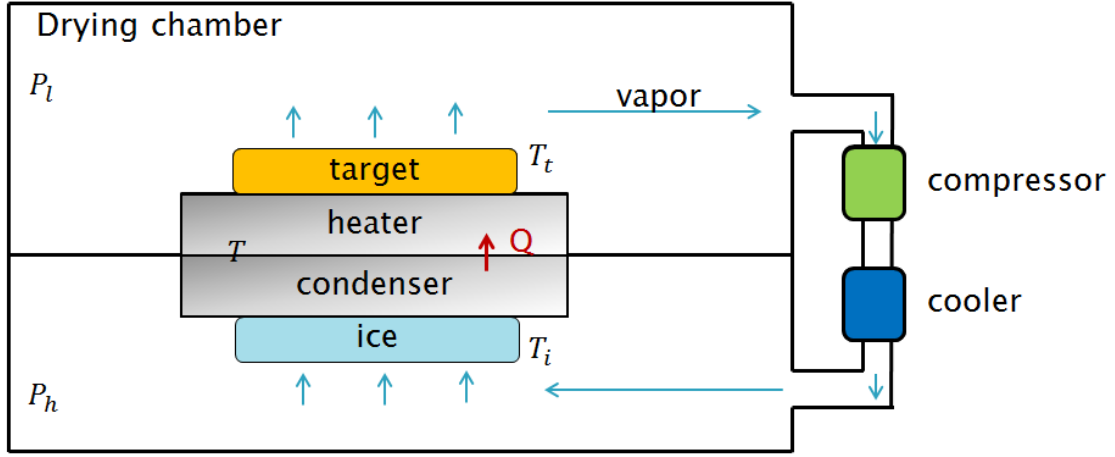 Drying chamber
P_l
vapor
target
T_t
compressor
heater
T
Q
condenser
cooler
ice
T_i
P_h